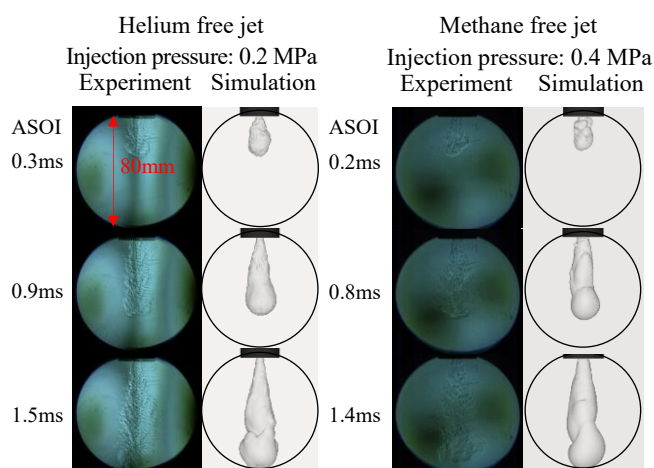 Helium free jet
Injection pressure: 0.2 MPa
Experiment Simulation
ASOI
0.3ms
80mm
0.9ms
1.5ms
Methane free jet
Injection pressure: 0.4 MPa
Experiment Simulation
ASOI
0.2ms
0.8ms
1.4ms